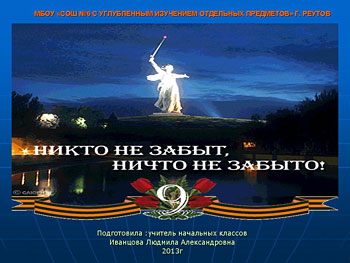 МБОУ «СОШ №6 С УГЛУБЛЕННЫМ ИЗУЧЕНИЕМ ОТДЕЛЬНЫХ ПРЕДМЕТОВ» Г. РЕУТОВ
НИКТО НЕ ЗАБЫТ,
НИЧТО НЕ ЗАБЫТО!
9
Подготовила :учитель начальных классов
Иванцова Людмила Александровна
2013г